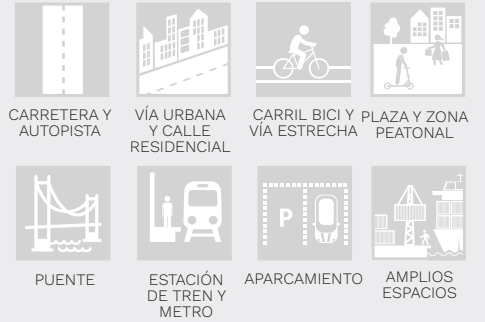 CARRETERA Y
AUTOPISTA
VÍA URBANA
Y CALLE
RESIDENCIAL
CARRIL BICI Y
VÍA ESTRECHA
PLAZA Y ZONA
PEATONAL
P
PUENTE
ESTACIÓN
DE TREN Y
METRO
APARCAMIENTO
AMPLIOS
ESPACIOS